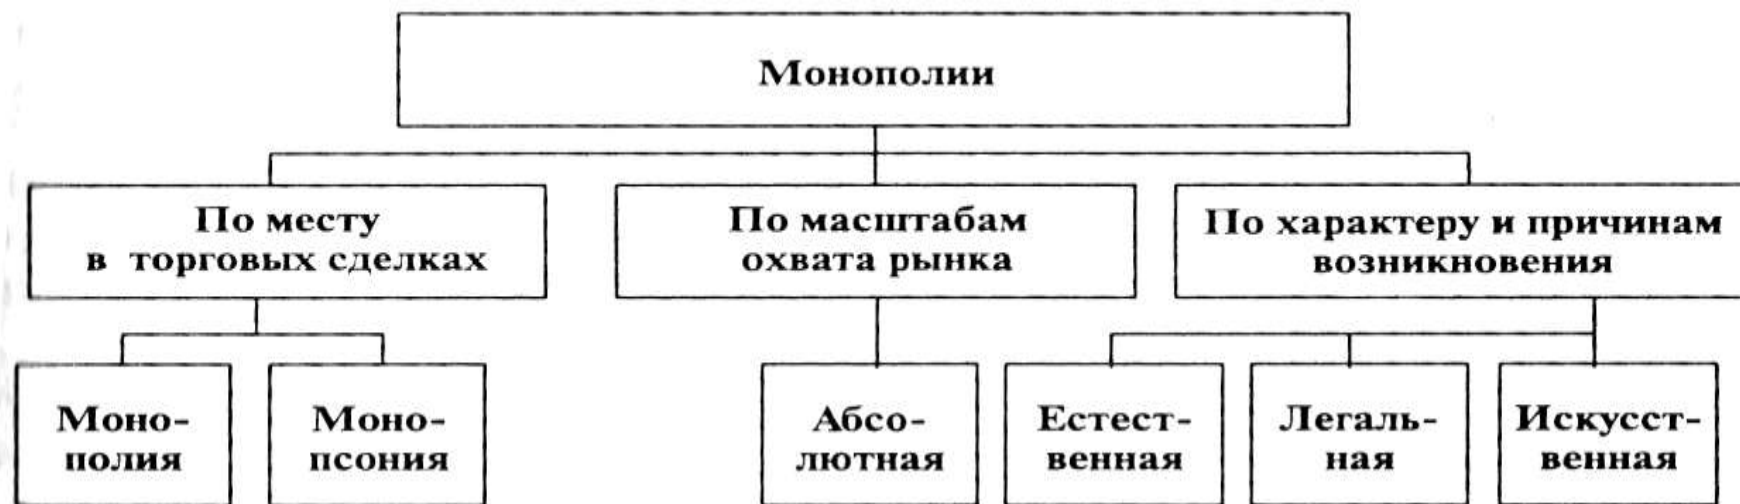 Монополии
По месту
в торговых сделках
По масштабам
охвата рынка
По характеру и причинам
возникновения
Моно-
полия
Моно-
псония
Абсо-
лютная
Естест-
венная
Легаль-
ная
Искусст-
венная